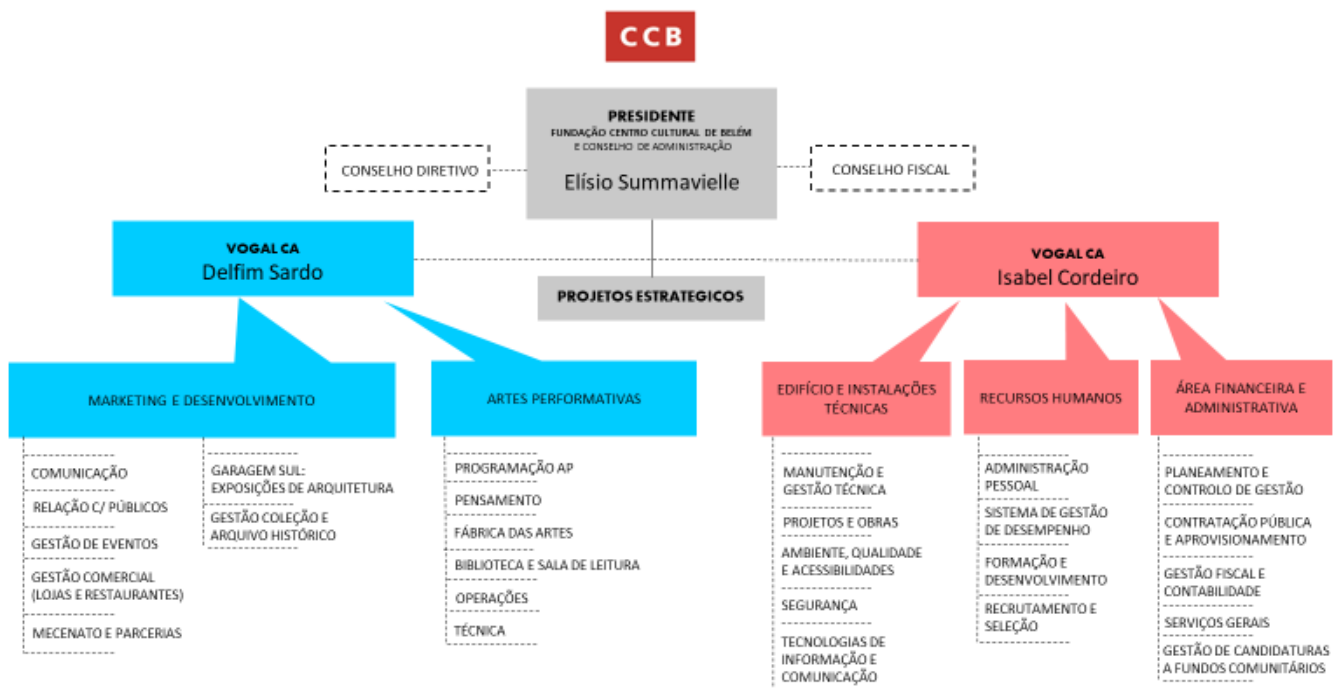 CCB
PRESIDENTE
FUNDAÇÃO CENTRO CULTURAL DE BELÉM
E CONSELHO DE ADMINISTRAÇÃO
Elísio Summavielle
CONSELHO DIRETIVO
CONSELHO FISCAL
VOGAL CA
Delfim Sardo
VOGAL CA
Isabel Cordeiro
PROJETOS ESTRATEGICOS
MARKETING E DESENVOLVIMENTO
COMUNICAÇÃO
RELAÇÃO C/ PÚBLICOS
GESTÃO DE EVENTOS
GESTÃO COMERCIAL
(LOJAS E RESTAURANTES)
MECENATO E PARCERIAS
GARAGEM SUL:
EXPOSIÇÕES DE ARQUITETURA
GESTÃO COLEÇÃO E
ARQUIVO HISTÓRICO
ARTES PERFORMATIVAS
PROGRAMAÇÃO AP
PENSAMENTO
FÁBRICA DAS ARTES
BIBLIOTECA E SALA DE LEITURA
OPERAÇÕES
TÉCNICA
EDIFÍCIO E INSTALAÇÕES
TÉCNICAS
MANUTENÇÃO E
GESTÃO TÉCNICA
PROJETOS E OBRAS
AMBIENTE, QUALIDADE
E ACESSIBILIDADES
SEGURANÇA
TECNOLOGIAS DE
INFORMAÇÃO E
COMUNICAÇÃO
RECURSOS HUMANOS
ADMINISTRAÇÃO
PESSOAL
SISTEMA DE GESTÃO
DE DESEMPENHO
FORMAÇÃO E
DESENVOLVIMENTO
RECRUTAMENTO E
SELEÇÃO
ÁREA FINANCEIRA E
ADMINISTRATIVA
PLANEAMENTO E
CONTROLO DE GESTÃO
CONTRATAÇÃO PÚBLICA
E APROVISIONAMENTO
GESTÃO FISCAL E
CONTABILIDADE
SERVIÇOS GERAIS
GESTÃO DE CANDIDATURAS
A FUNDOS COMUNITÁRIOS